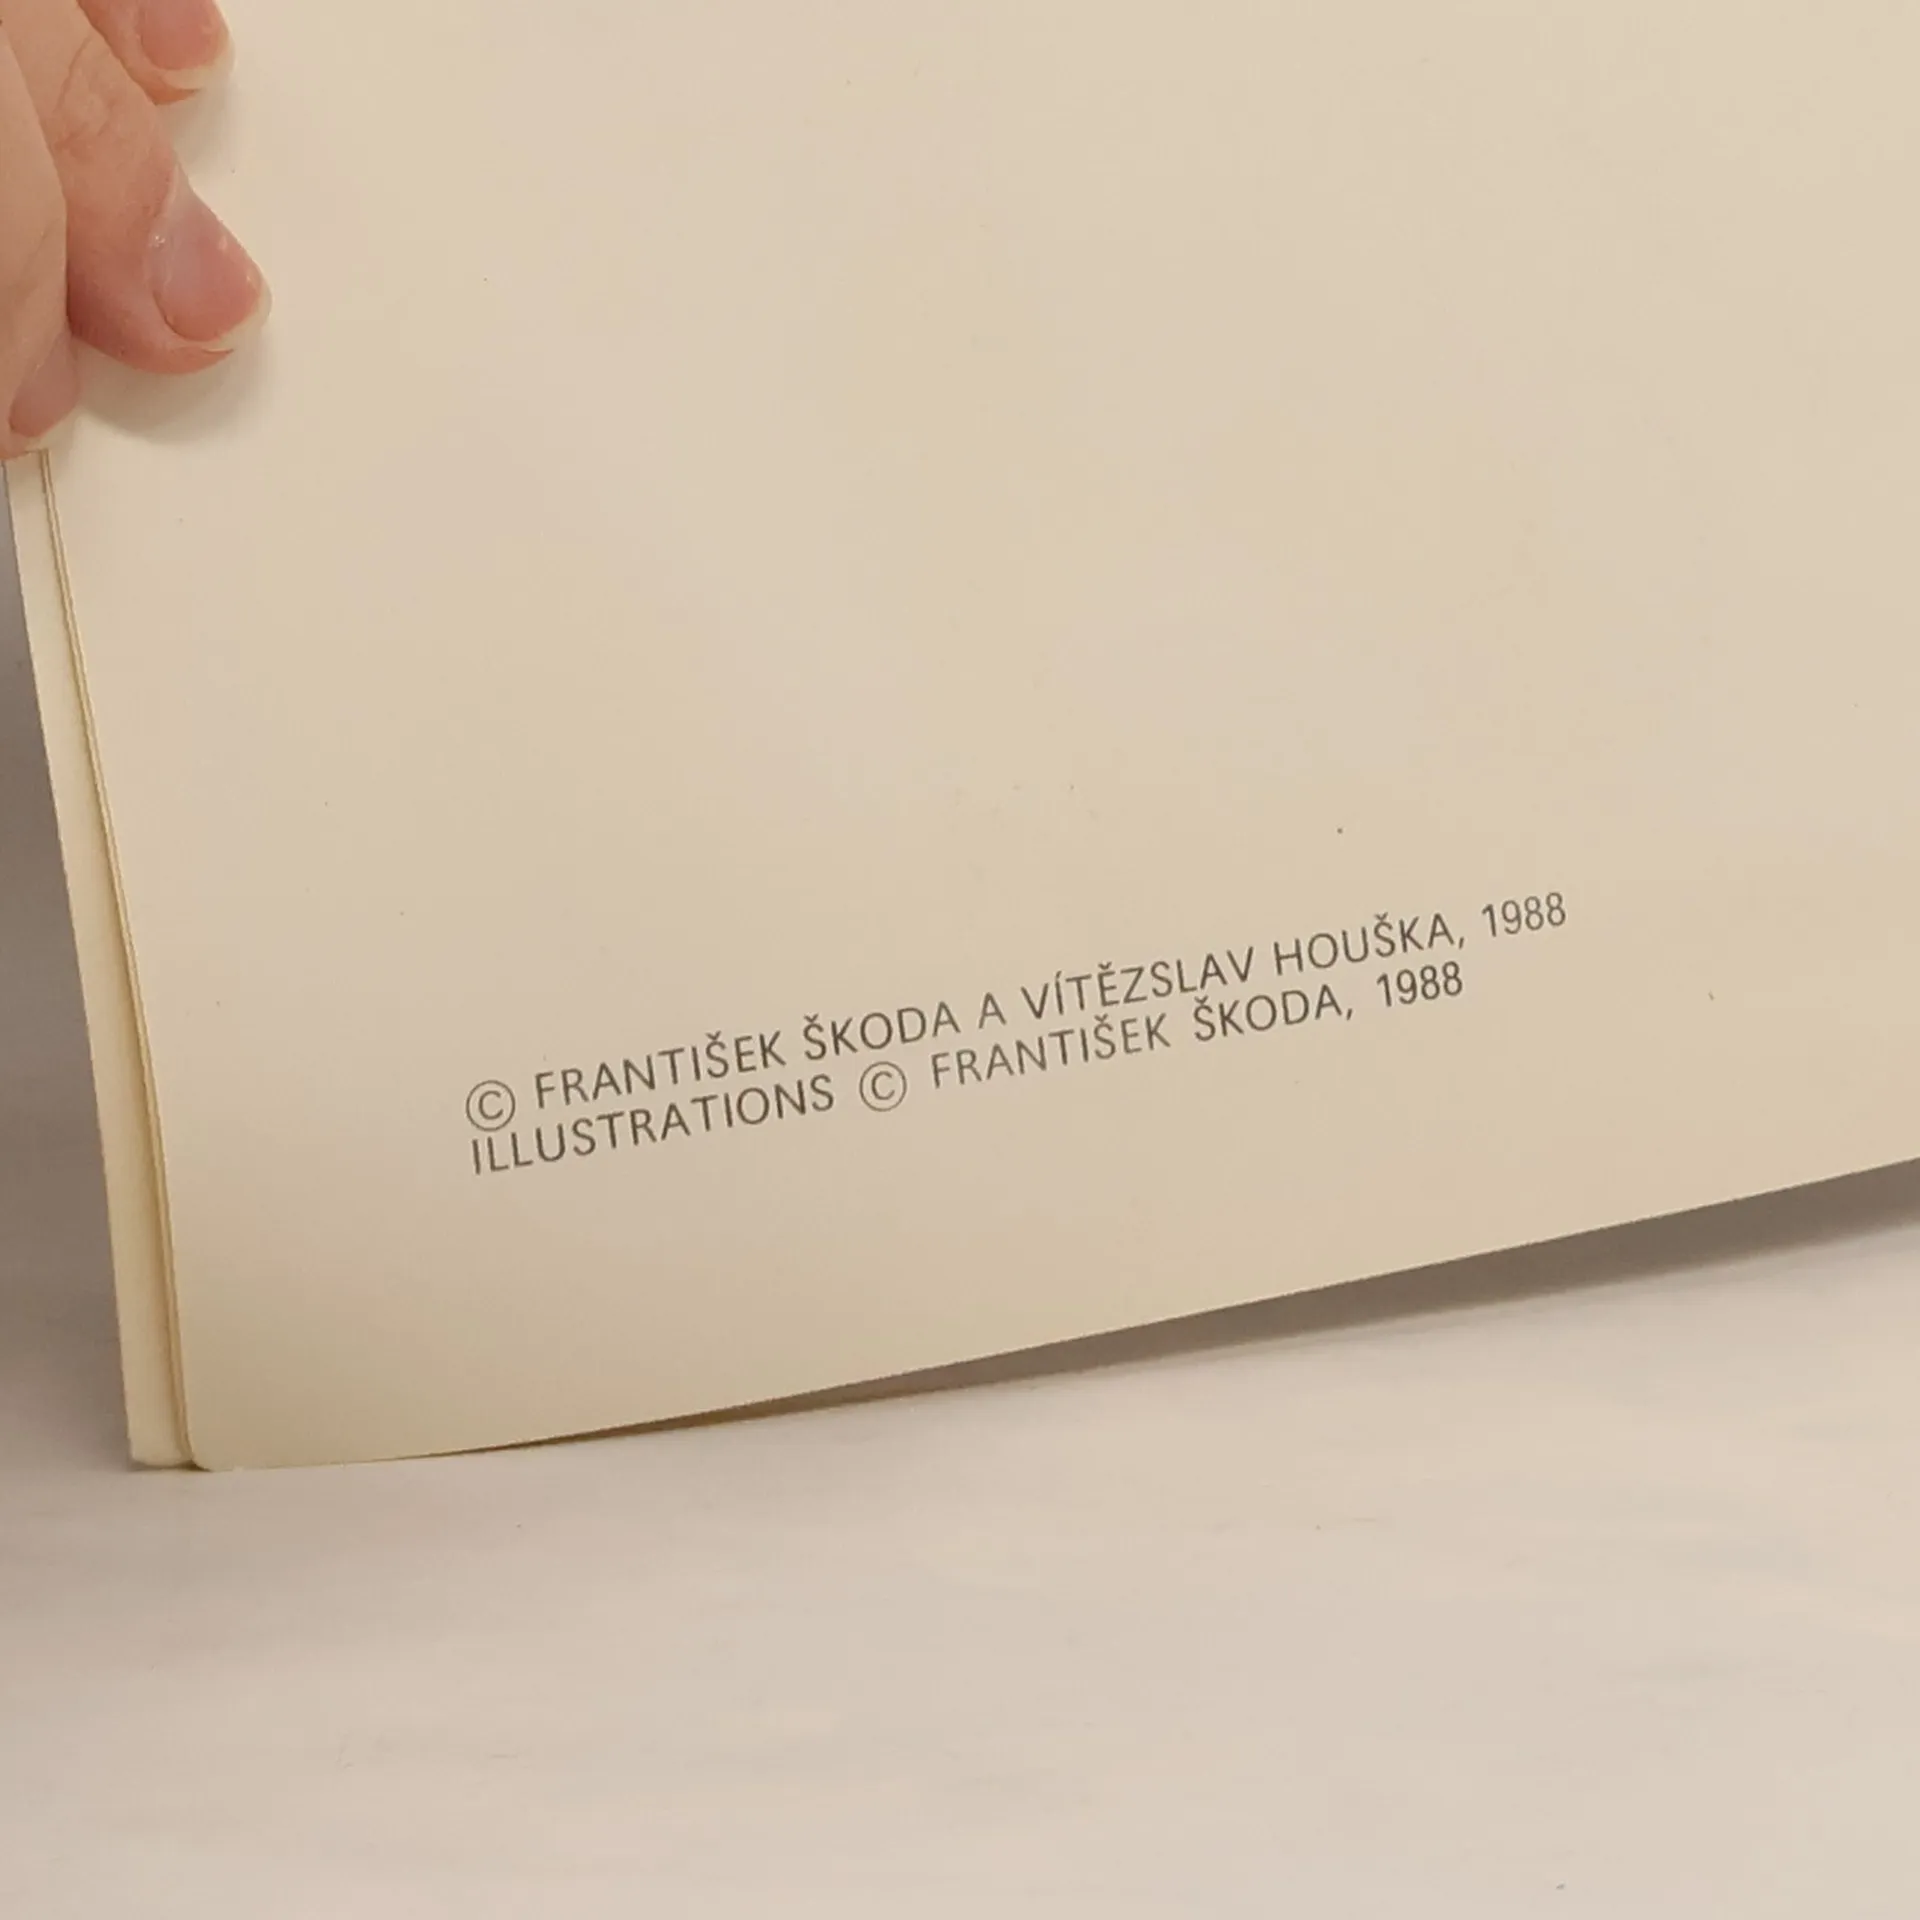 © FRANTIŠEK ŠKODA A VÍTĚZSLAV HOUŠKA, 1988
ILLUSTRATIONS © FRANTIŠEK ŠKODA, 1988